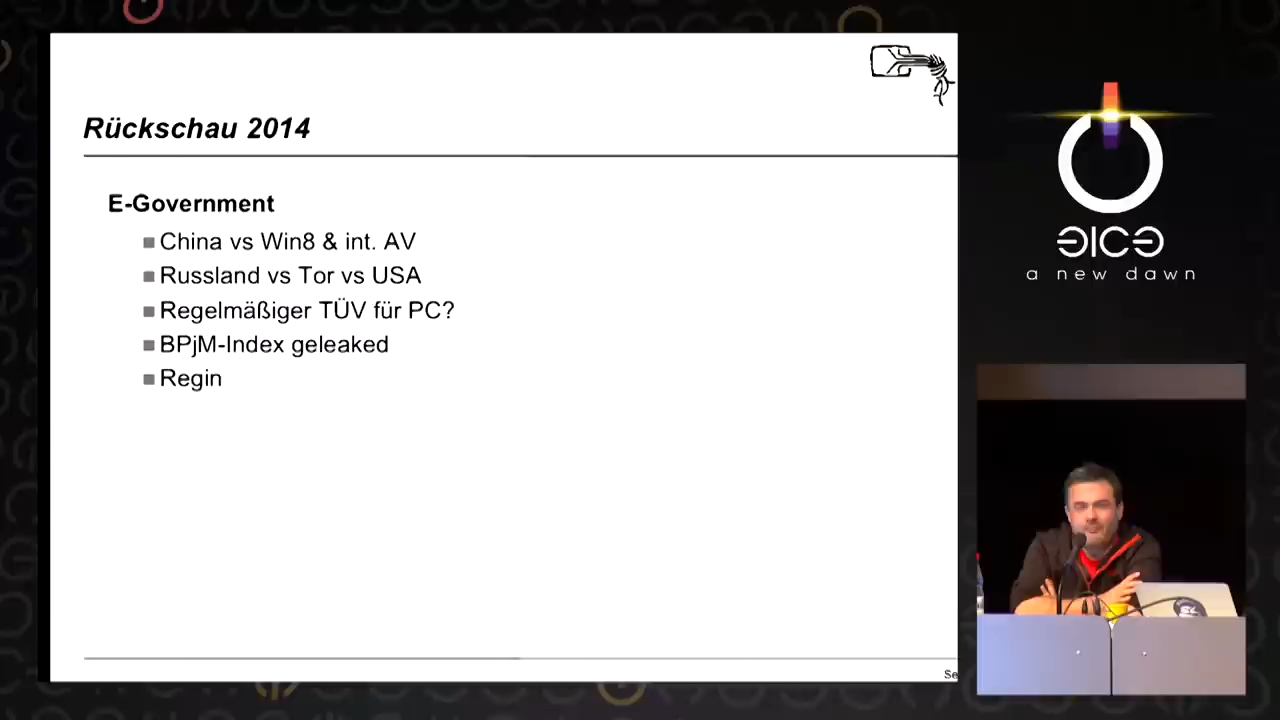 Rückschau 2014
E-Government
China vs Win8 & int. AV
Russland vs Tor vs USA
Regelmäßiger TÜV für PC?
BPjM-Index geleaked
Regin
Se
a new dawn